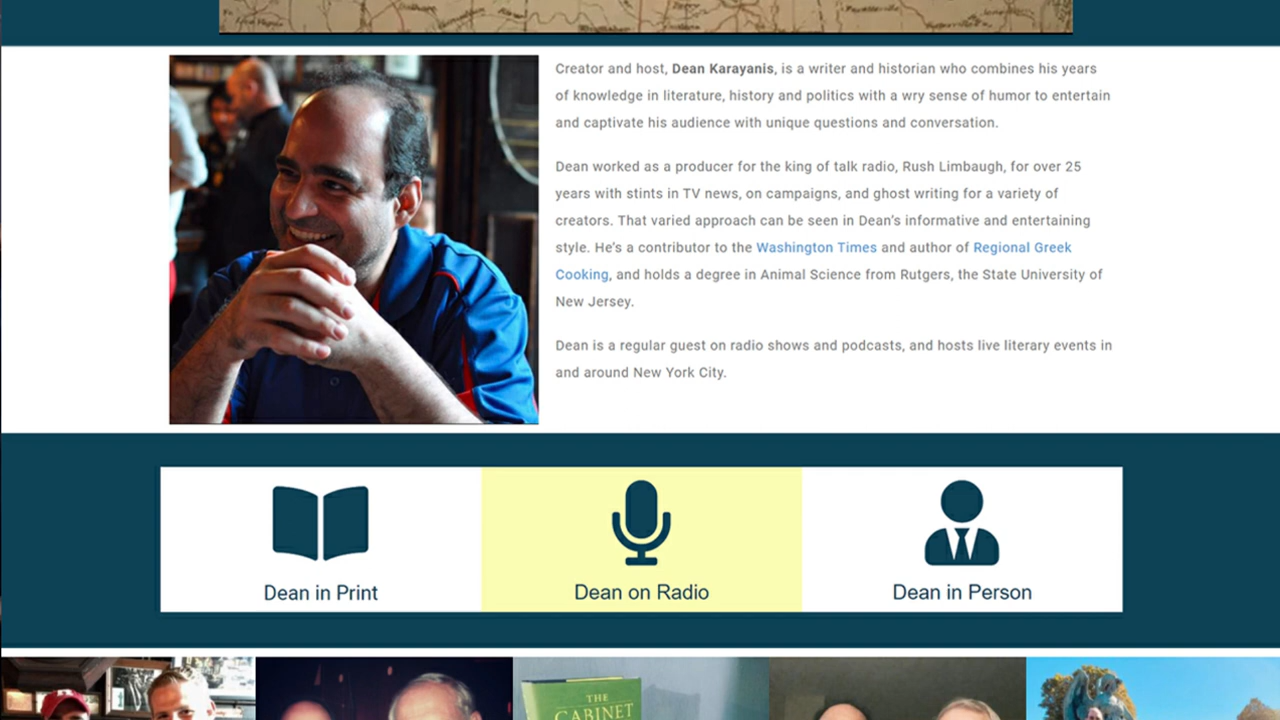 Creator and host, Dean Karayanis, is a writer and historian who combines his years
of knowledge in literature, history and politics with a wry sense of humor to entertain
and captivate his audience with unique questions and conversation.
Dean worked as a producer for the king of talk radio, Rush Limbaugh, for over 25
years with stints in TV news, on campaigns, and ghost writing for a variety of
creators. That varied approach can be seen in Dean's informative and entertaining
style. He's a contributor to the Washington Times and author of Regional Greek
Cooking, and holds a degree in Animal Science from Rutgers, the State University of
New Jersey.
Dean is a regular guest on radio shows and podcasts, and hosts live literary events in
and around New York City.
Dean in Print
Dean on Radio
Dean in Person
THE
CABINET